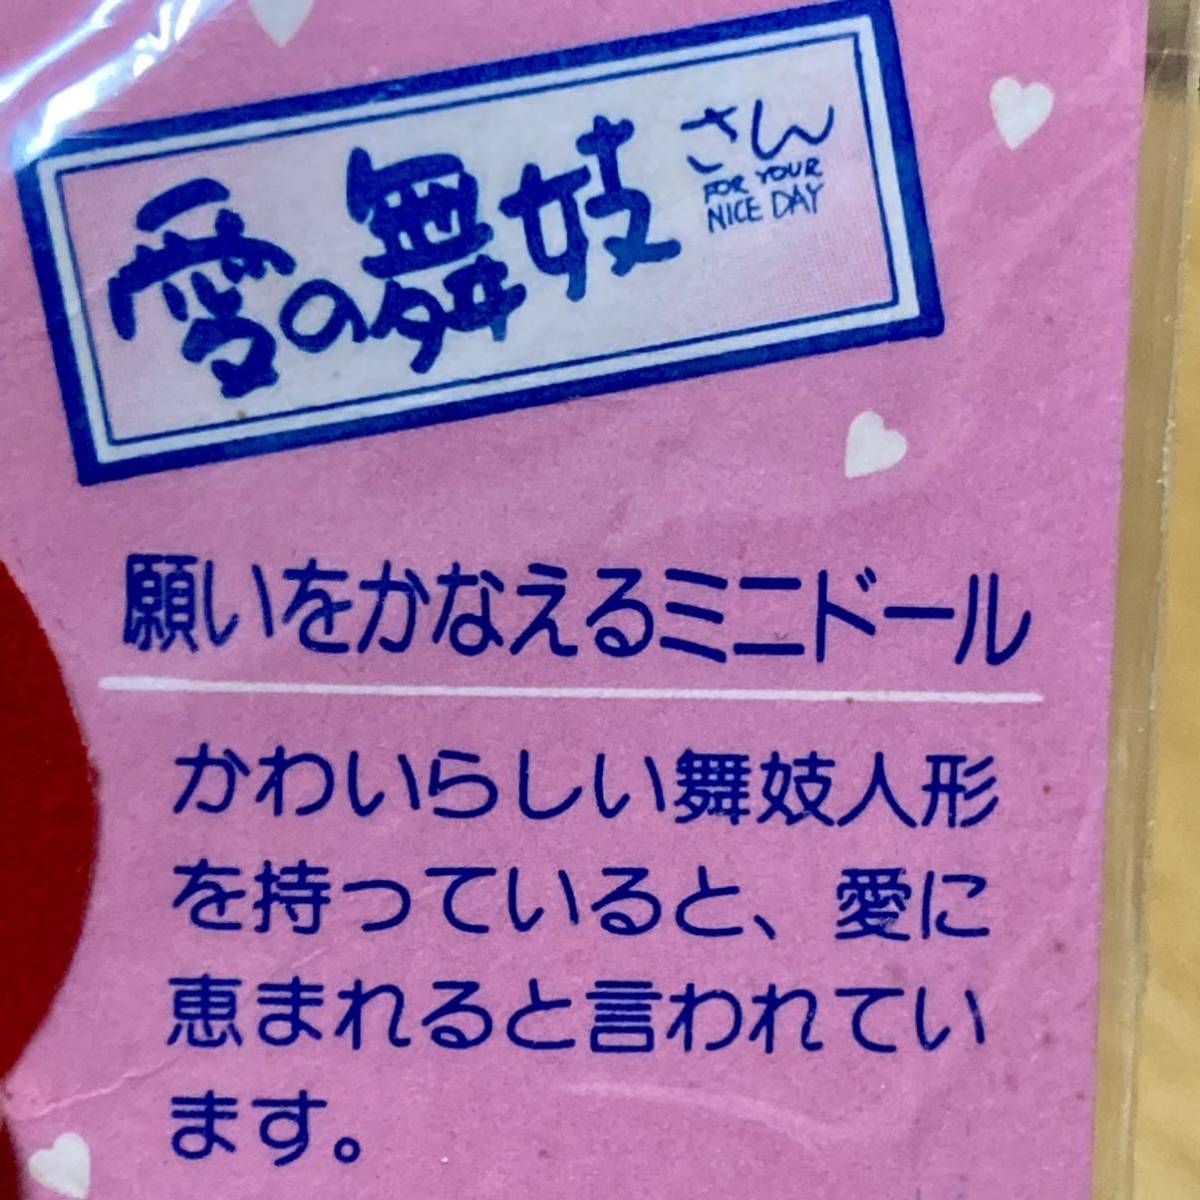 愛の舞妓さん
FOR YOUR
NICE DAY
願いをかなえるミニドール
かわいらしい舞妓人形
を持っていると、愛に
恵まれると言われてい
ます。